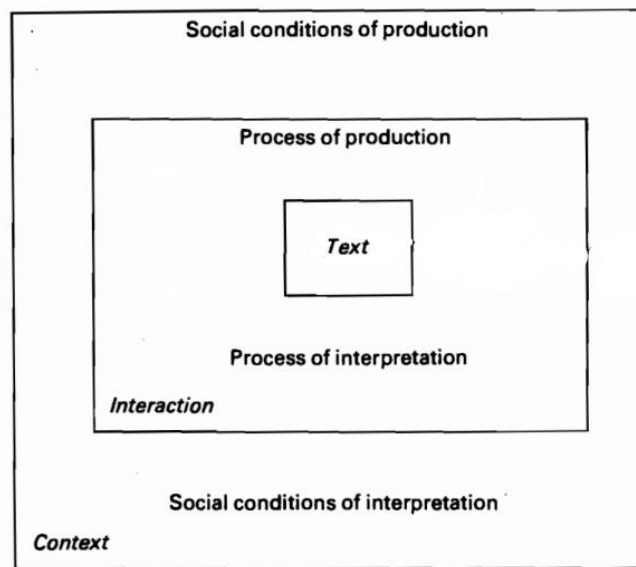 Social conditions of production
Process of production
Text
Process of interpretation
Interaction
Social conditions of interpretation
Context